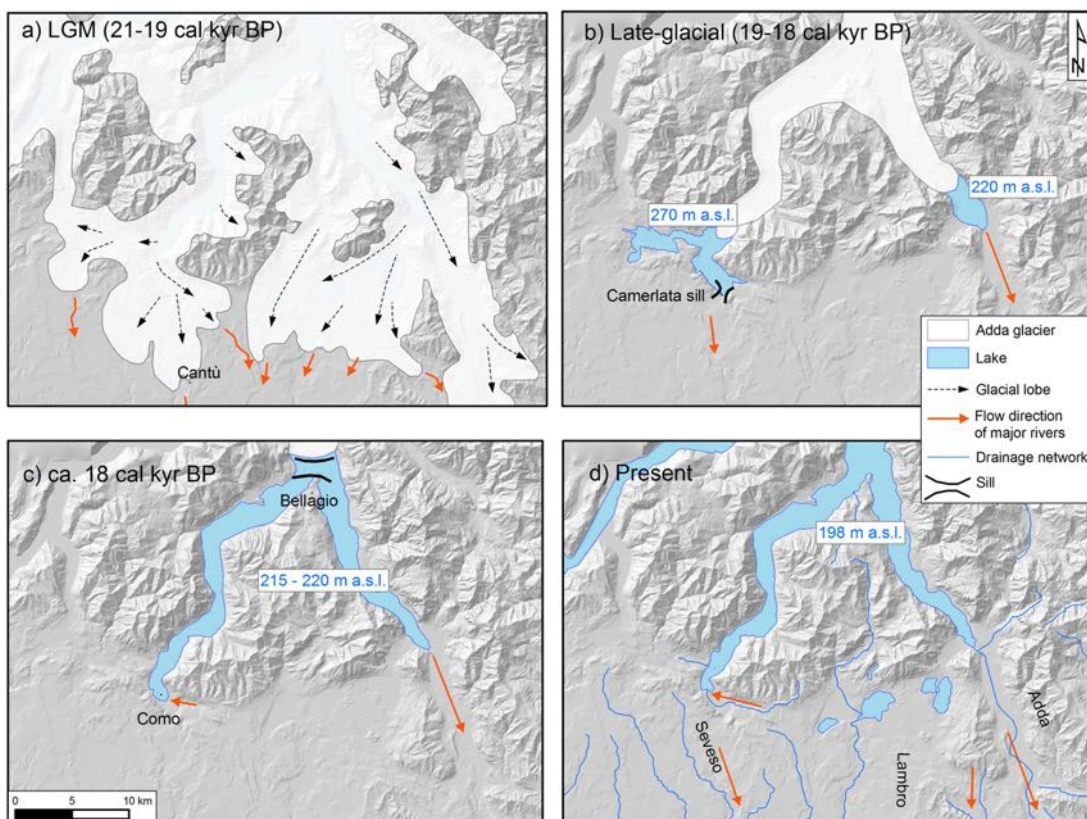 a) LGM (21-19 cal kyr BP)
Cantù
b) Late-glacial (19-18 cal kyr BP)
N
220 m a.s.l.
270 m a.s.l.
Camerlata sill
Adda glacier
Lake
Glacial lobe
Flow direction
of major rivers
Drainage network
Sill
c) ca. 18 cal kyr BP
Bellagio
215 - 220 m a.s.l.
Como
0 5 10 km
d) Present
198 m a.s.l.
Seveso
Lambro
Adda